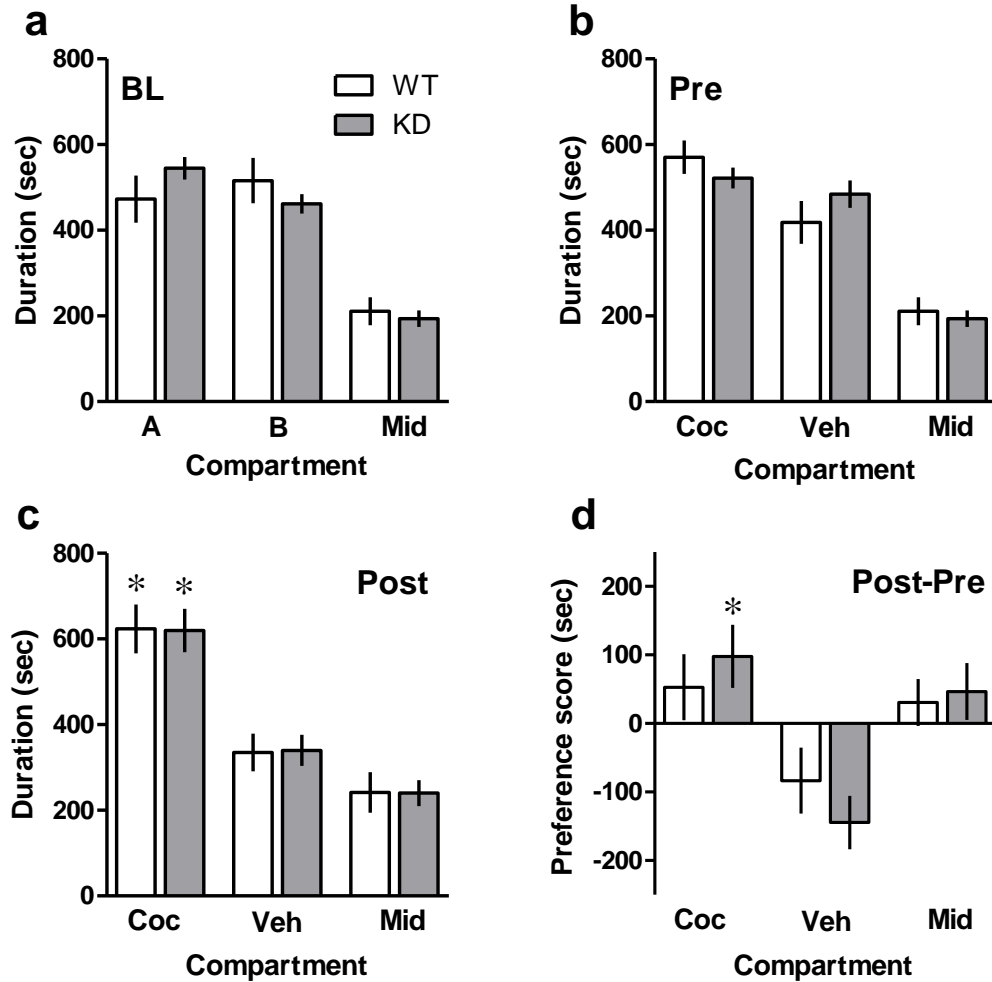 a
800
BL
WT
KD
600
400
200
0
Duration (sec)
A B Mid
Compartment
b
800
Pre
600
400
200
0
Duration (sec)
Coc Veh Mid
Compartment
c
800
* *
Post
600
400
200
0
Duration (sec)
Coc Veh Mid
Compartment
d
200
*
Post-Pre
100
0
-100
-200
Preference score (sec)
Coc Veh Mid
Compartment